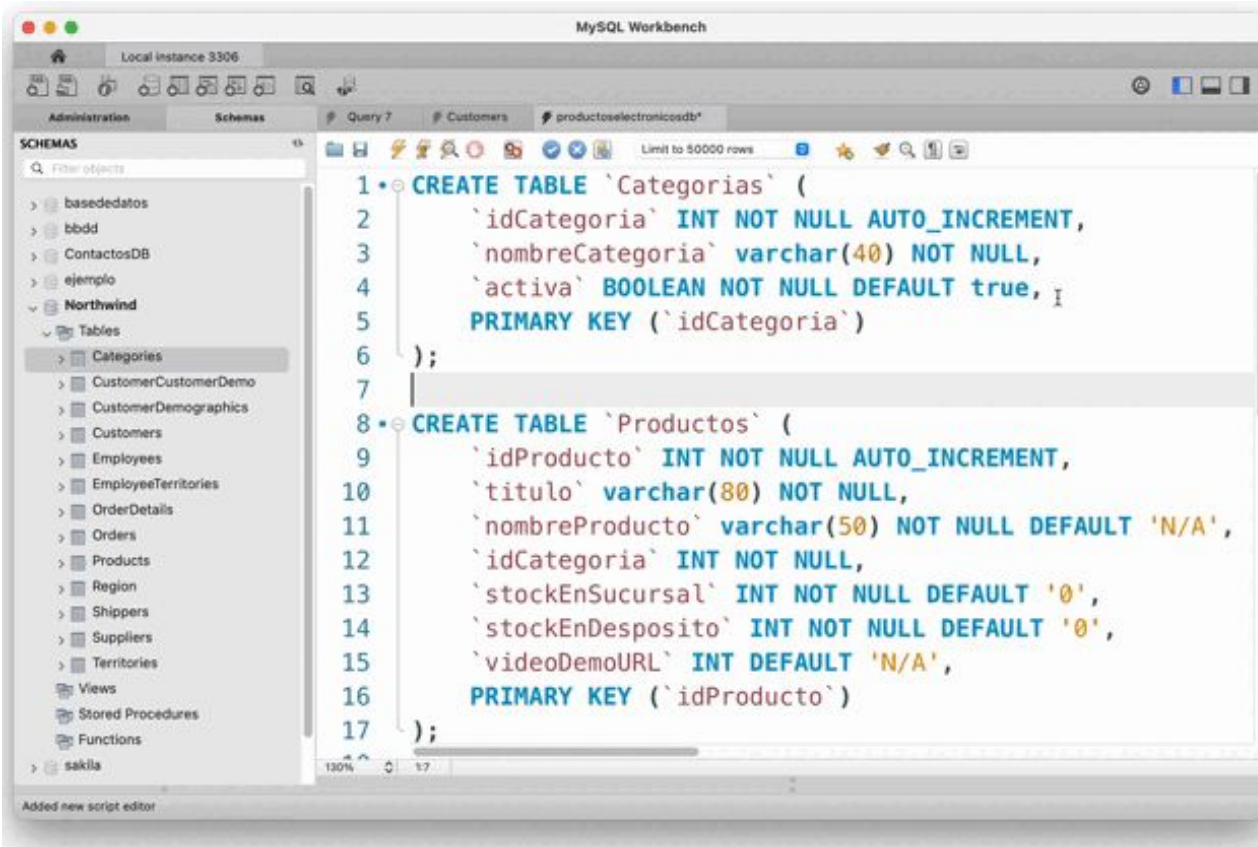 MySQL Workbench
Local instance 3306
Administration Schemas Query 7 Customers productoselectronicosdb*
SCHEMAS
Filter objects
Limit to 50000 rows
basededatos
bbdd
ContactosDB
ejemplo
Northwind
Tables
Categories
CustomerCustomerDemo
CustomerDemographics
Customers
Employees
EmployeeTerritories
OrderDetails
Orders
Products
Region
Shippers
Suppliers
Territories
Views
Stored Procedures
Functions
sakila
1 CREATE TABLE `Categorias` (
2 `idCategoria` INT NOT NULL AUTO_INCREMENT,
3 `nombreCategoria` varchar(40) NOT NULL,
4 `activa` BOOLEAN NOT NULL DEFAULT true,
5 PRIMARY KEY (`idCategoria`)
6 );
7
8 CREATE TABLE `Productos` (
9 `idProducto` INT NOT NULL AUTO_INCREMENT,
10 `titulo` varchar(80) NOT NULL,
11 `nombreProducto` varchar(50) NOT NULL DEFAULT 'N/A',
12 `idCategoria` INT NOT NULL,
13 `stockEnSucursal` INT NOT NULL DEFAULT '0',
14 `stockEnDesposito` INT NOT NULL DEFAULT '0',
15 `videoDemoURL` INT DEFAULT 'N/A',
16 PRIMARY KEY (`idProducto`)
17 );
130% 1:7
Added new script editor